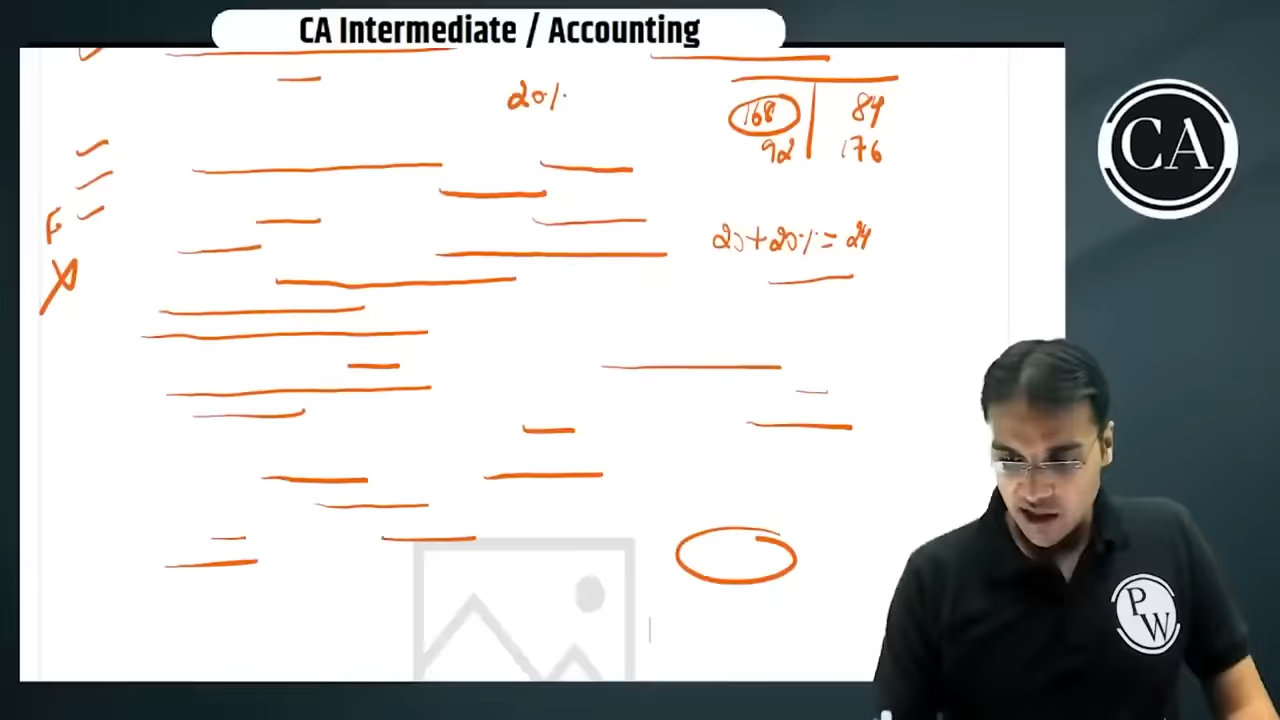 CA Intermediate / Accounting
20%
168 84
92 176
F
20+20%=24
CA
PW